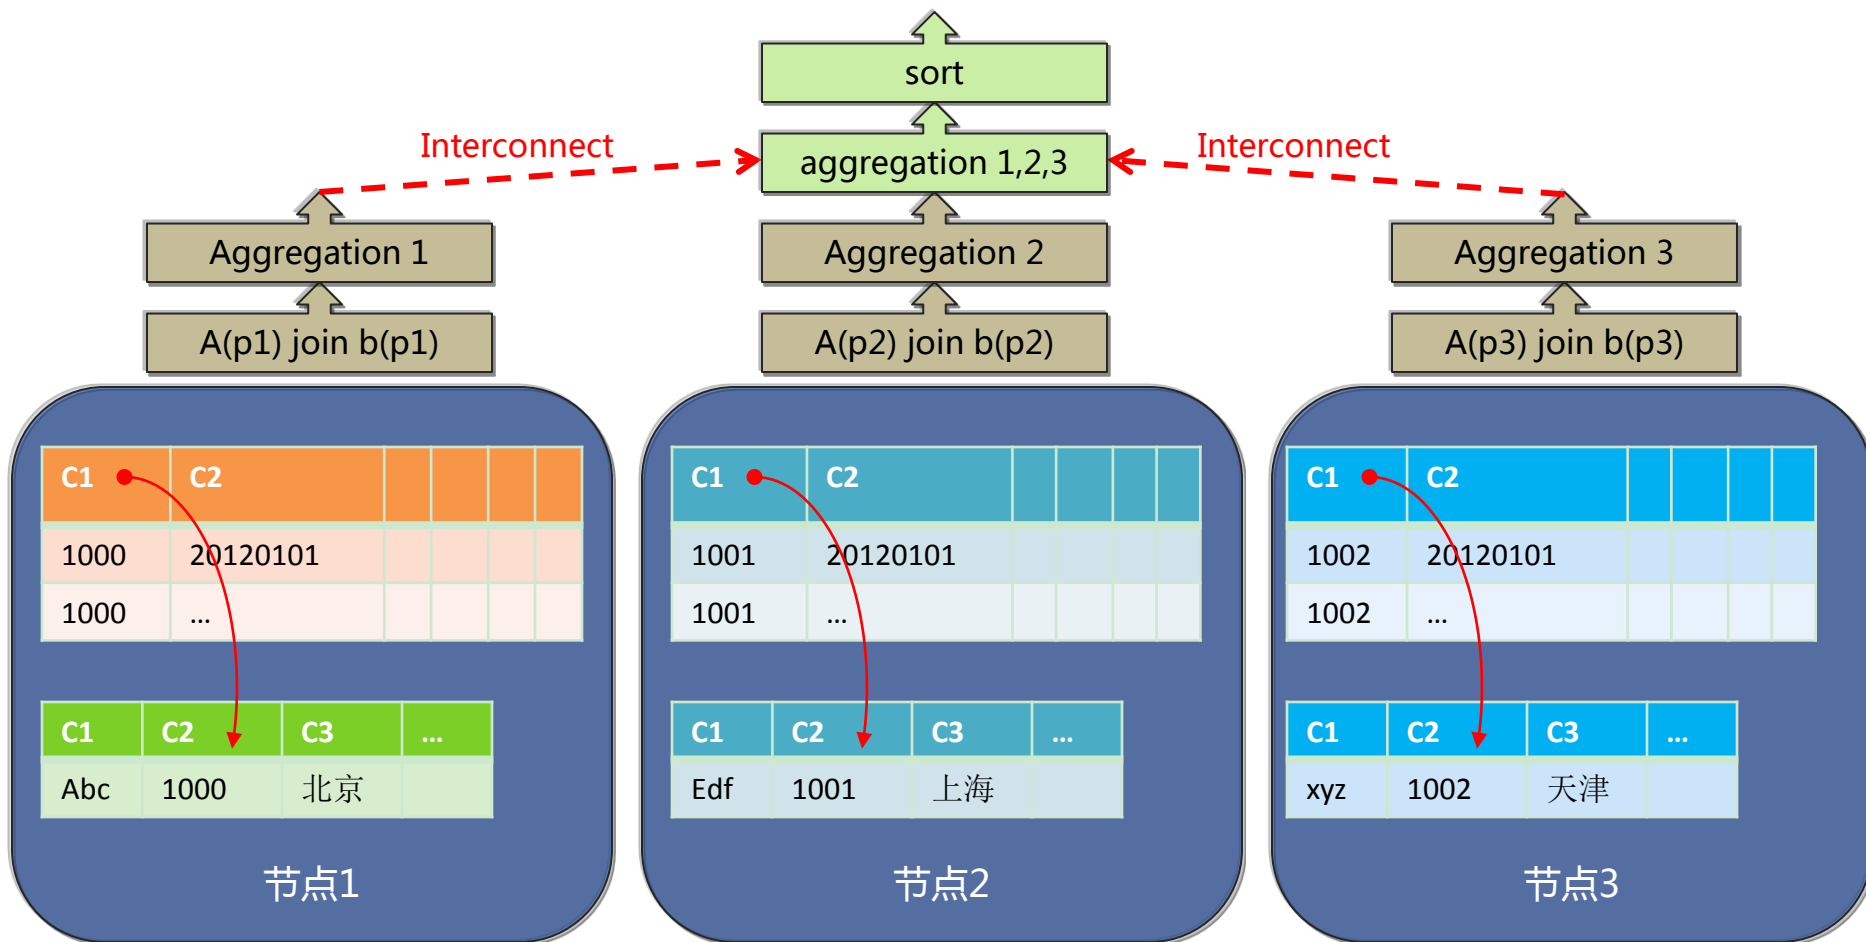 sort
Interconnect
Interconnect
aggregation 1,2,3
Aggregation 1
Aggregation 2
Aggregation 3
A(p1) join b(p1)
A(p2) join b(p2)
A(p3) join b(p3)
C1 C2
1000 20120101
1000 ...
C1 C2 C3 ...
Abc 1000 北京
节点1
C1 C2
1001 20120101
1001 ...
C1 C2 C3 ...
Edf 1001 上海
节点2
C1 C2
1002 20120101
1002 ...
C1 C2 C3 ...
xyz 1002 天津
节点3